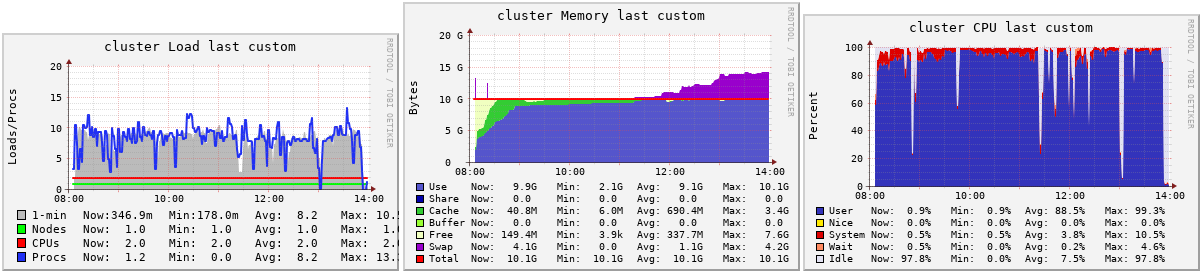 cluster Load last custom
RRDTOOL / TOBI OETIKER
Loads/Procs
20
15
10
5
0
08:00 10:00 12:00 14:00
1-min Now:346.9m Min:178.0m Avg: 8.2 Max: 10.
Nodes Now: 1.0 Min: 1.0 Avg: 1.0 Max: 1.
CPUs Now: 2.0 Min: 2.0 Avg: 2.0 Max: 2.
Procs Now: 1.2 Min: 0.0 Avg: 8.2 Max: 13.
cluster Memory last custom
RRDTOOL / TOBI OETIKER
Bytes
20 G
15 G
10 G
5 G
0
08:00 10:00 12:00 14:00
Use Now: 9.9G Min: 2.1G Avg: 9.1G Max: 10.1G
Share Now: 0.0 Min: 0.0 Avg: 0.0 Max: 0.0
Cache Now: 40.8M Min: 6.0M Avg: 690.4M Max: 3.4G
Buffer Now: 0.0 Min: 0.0 Avg: 0.0 Max: 0.0
Free Now: 149.4M Min: 3.9k Avg: 337.7M Max: 7.6G
Swap Now: 4.1G Min: 0.0 Avg: 1.1G Max: 4.2G
Total Now: 10.1G Min: 10.1G Avg: 10.1G Max: 10.1G
cluster CPU last custom
RRDTOOL / TOBI OETIKER
Percent
100
80
60
40
20
0
08:00 10:00 12:00 14:00
User Now: 0.9% Min: 0.9% Avg: 88.5% Max: 99.3%
Nice Now: 0.0% Min: 0.0% Avg: 0.0% Max: 0.0%
System Now: 0.5% Min: 0.5% Avg: 3.8% Max: 10.5%
Wait Now: 0.5% Min: 0.0% Avg: 0.2% Max: 4.6%
Idle Now: 97.8% Min: 0.0% Avg: 7.5% Max: 97.8%